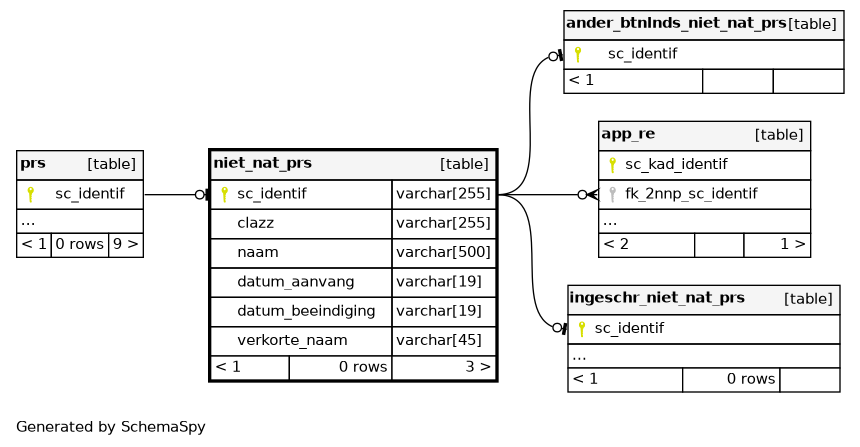 prs [table]
sc_identif
...
< 1 0 rows 9 >
niet_nat_prs [table]
sc_identif varchar[255]
clazz varchar[255]
naam varchar[500]
datum_aanvang varchar[19]
datum_beeindiging varchar[19]
verkorte_naam varchar[45]
< 1 0 rows 3 >
ander_btnlnds_niet_nat_prs [table]
sc_identif
< 1
app_re [table]
sc_kad_identif
fk_2nnp_sc_identif
...
< 2 1 >
ingeschr_niet_nat_prs [table]
sc_identif
...
< 1 0 rows
Generated by SchemaSpy